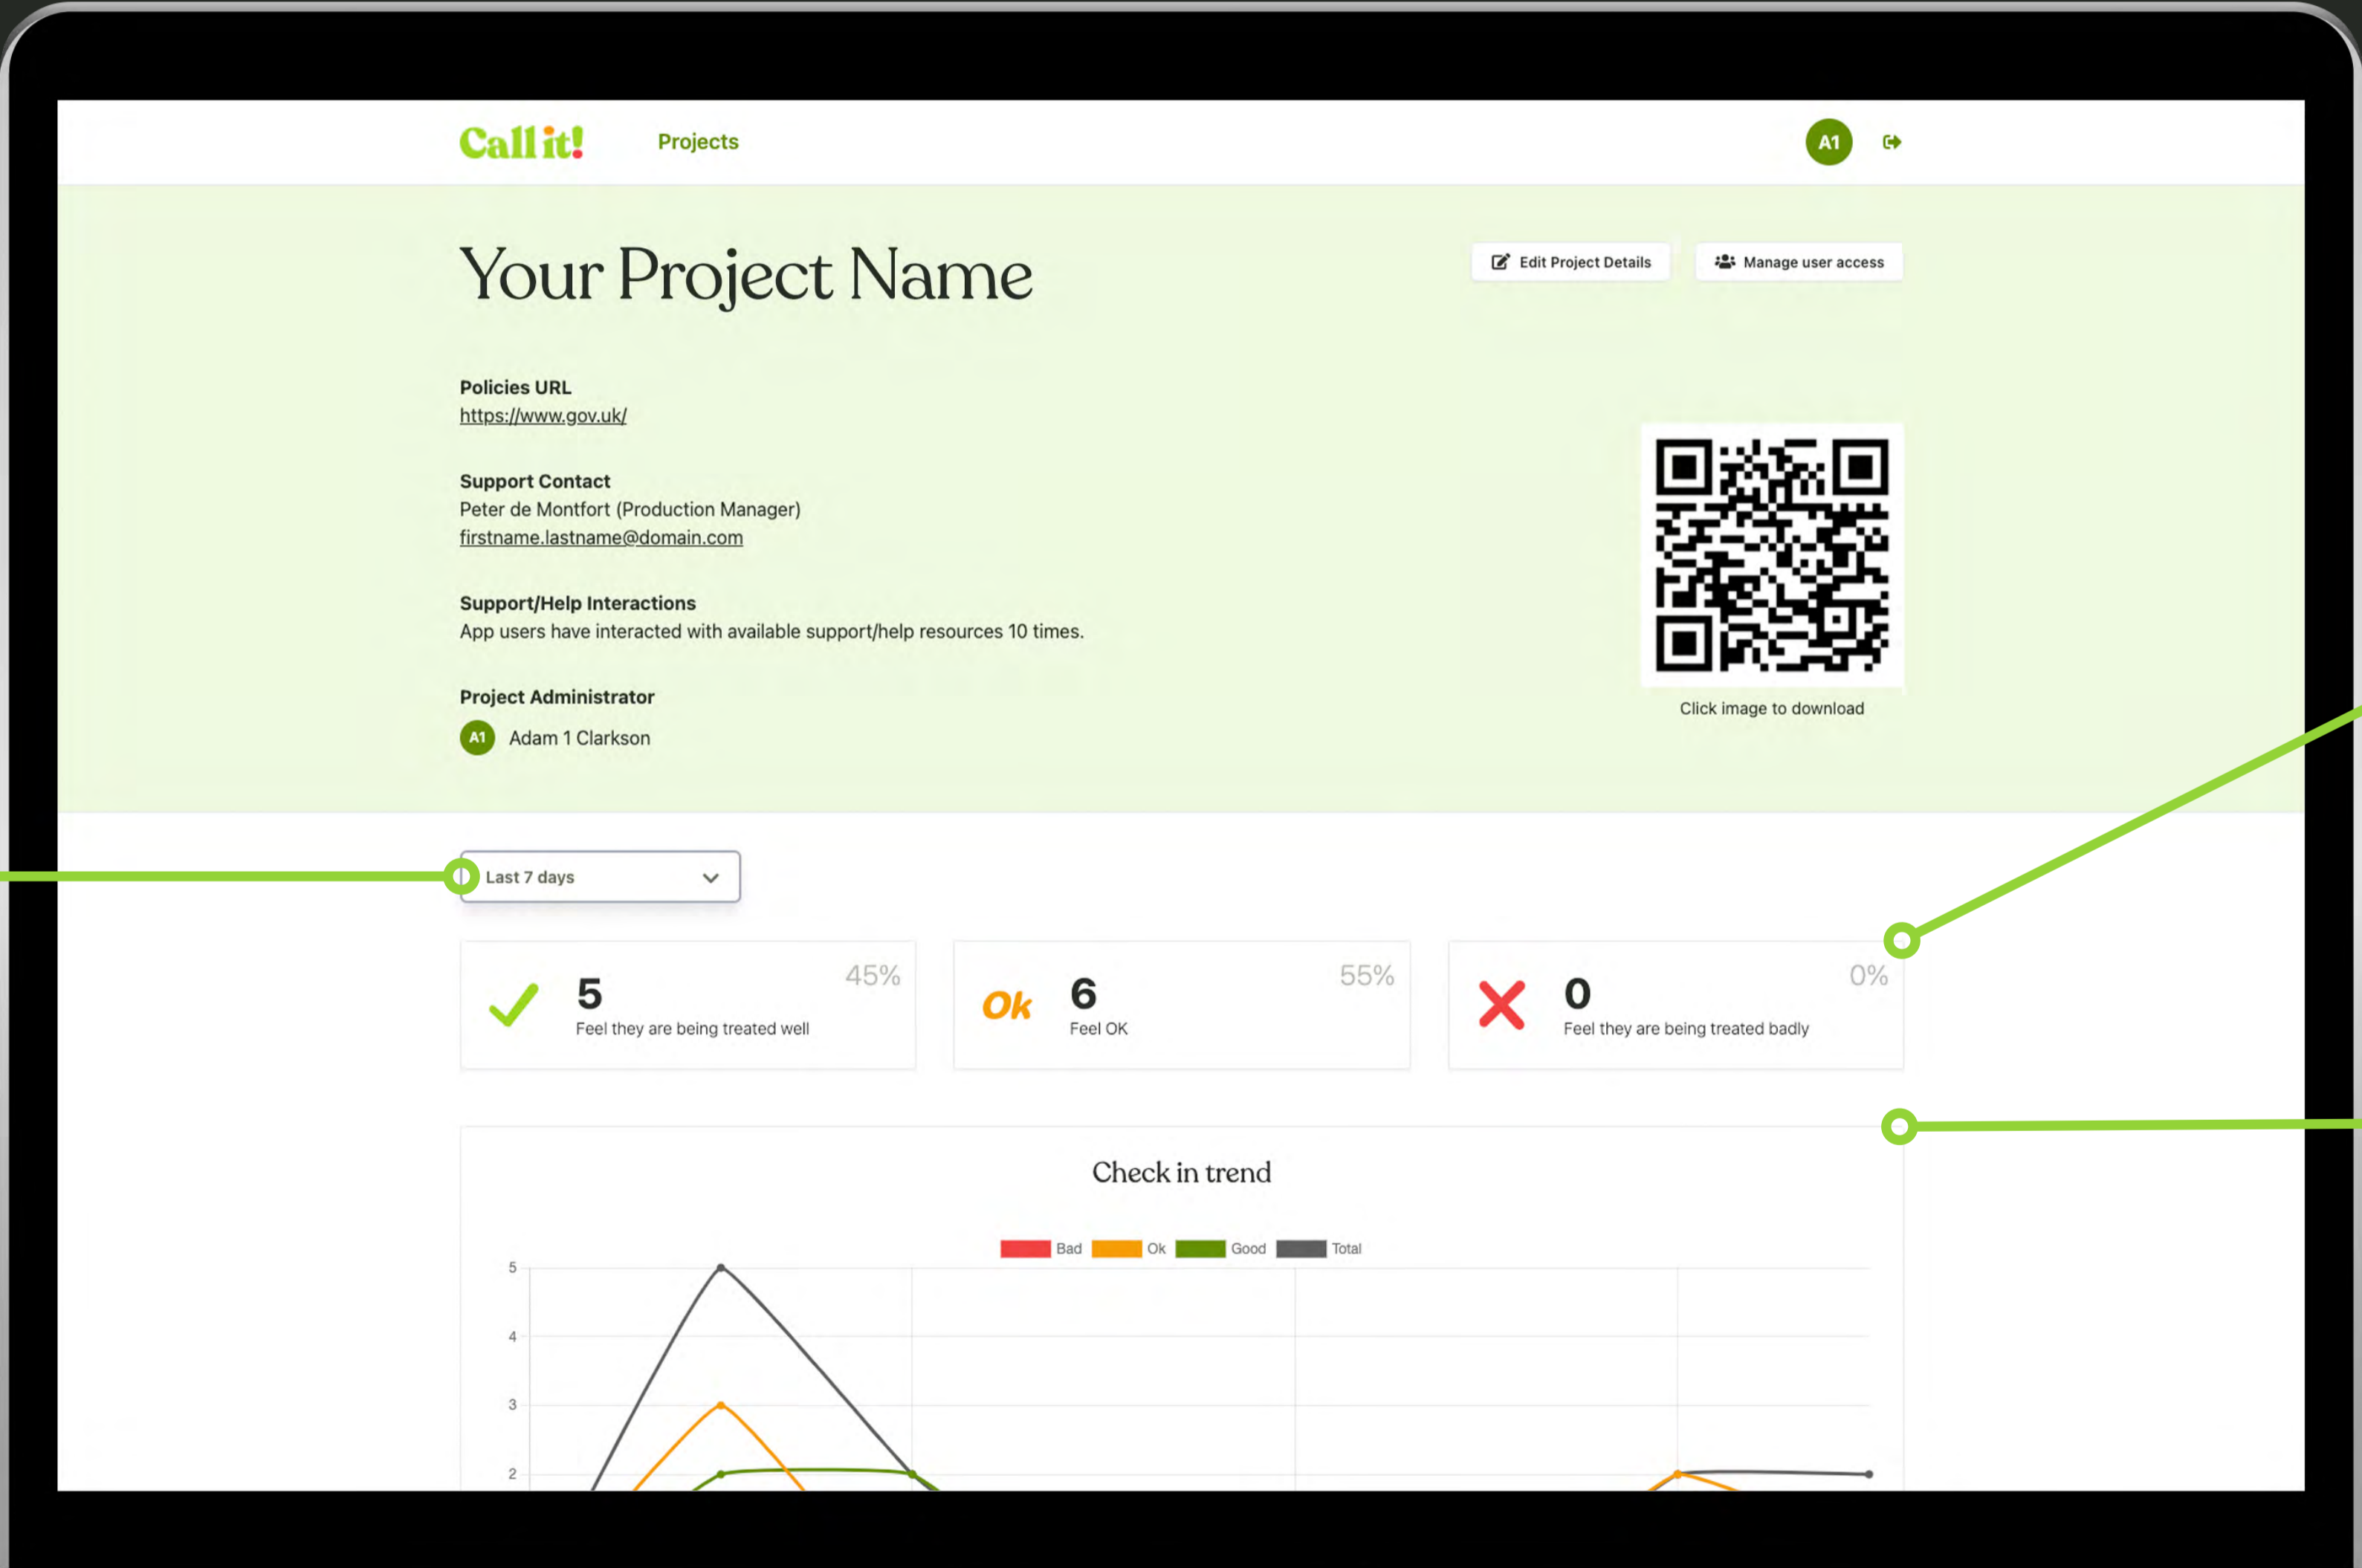 Call it!
Projects
A1
Your Project Name
Edit Project Details
Manage user access
Policies URL
https://www.gov.uk/
Support Contact
Peter de Montfort (Production Manager)
firstname.lastname@domain.com
Support/Help Interactions
App users have interacted with available support/help resources 10 times.
Project Administrator
A1 Adam 1 Clarkson
Click image to download
Last 7 days
5
45%
Feel they are being treated well
Ok
6
55%
Feel OK
0
0%
Feel they are being treated badly
Check in trend
Bad Ok Good Total
5
4
3
2